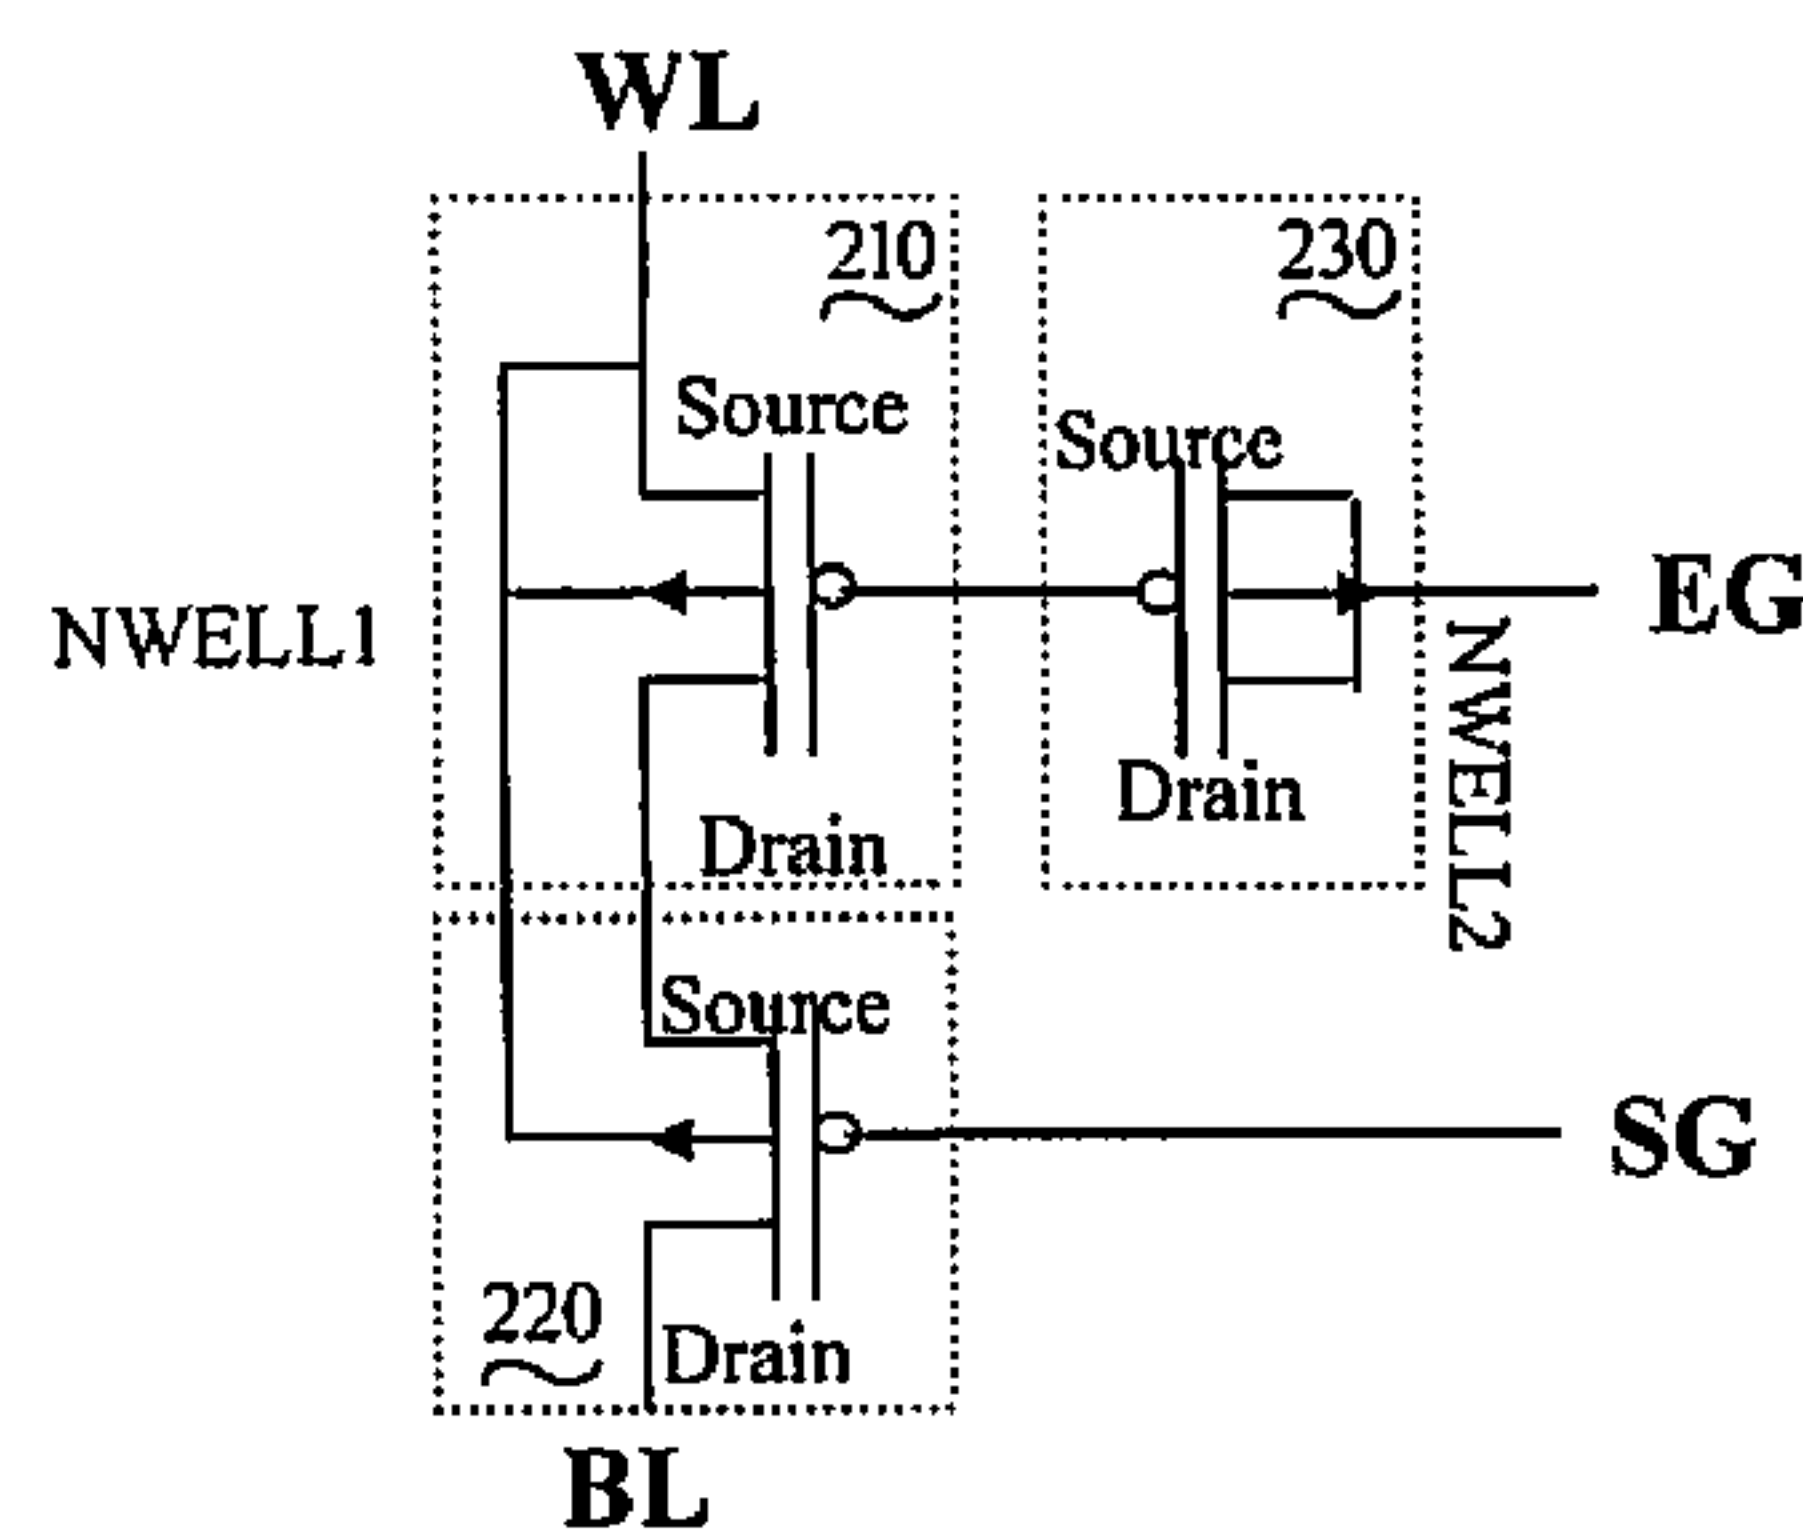 WL
210
230
Source
Source
NWELL1
EG
NWELL2
Drain
Drain
Source
SG
220
Drain
BL